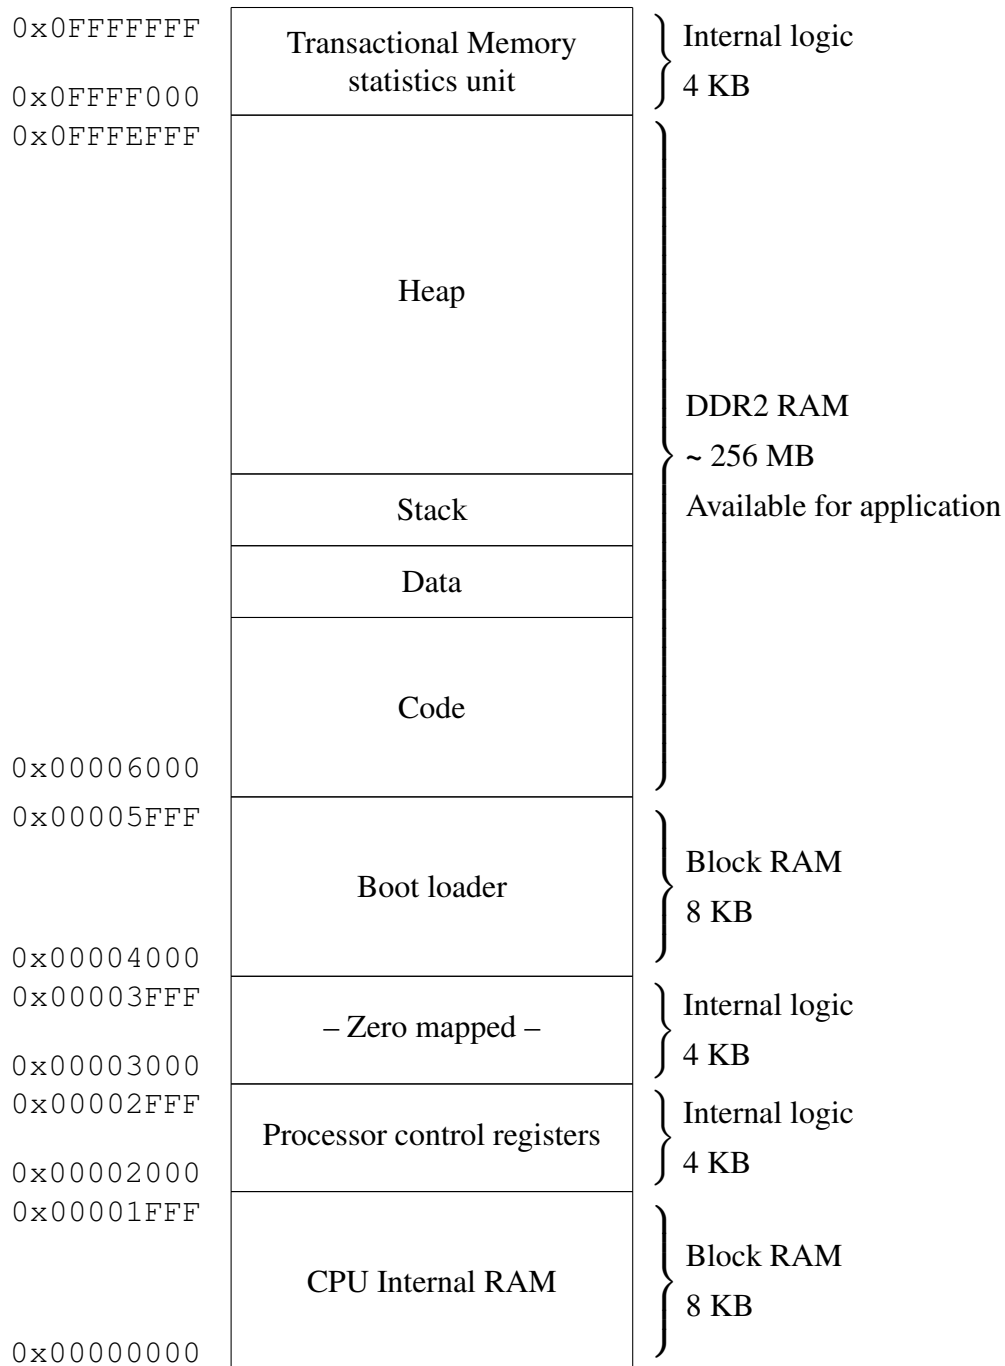 0x0FFFFFFF
Transactional Memory
statistics unit
Internal logic
4 KB
0x0FFFF000
0x0FFFEFFF
Heap
DDR2 RAM
~ 256 MB
Available for application
Stack
Data
Code
0x00006000
0x00005FFF
Boot loader
Block RAM
8 KB
0x00004000
0x00003FFF
– Zero mapped –
Internal logic
4 KB
0x00003000
0x00002FFF
Processor control registers
Internal logic
4 KB
0x00002000
0x00001FFF
CPU Internal RAM
Block RAM
8 KB
0x00000000